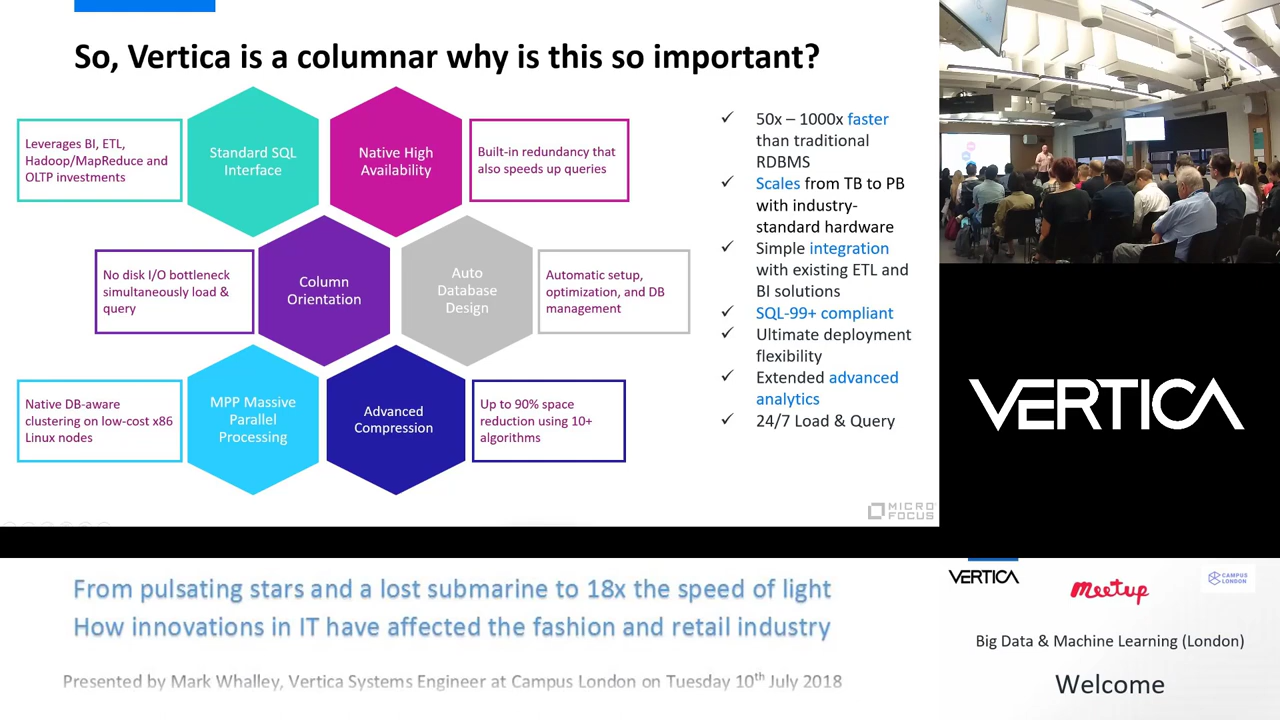 So, Vertica is a columnar why is this so important?
Leverages BI, ETL,
Hadoop/MapReduce and
OLTP investments
Standard SQL
Interface
Native High
Availability
Built-in redundancy that
also speeds up queries
No disk I/O bottleneck
simultaneously load &
query
Column
Orientation
Auto
Database
Design
Automatic setup,
optimization, and DB
management
Native DB-aware
clustering on low-cost x86
Linux nodes
MPP Massive
Parallel
Processing
Advanced
Compression
Up to 90% space
reduction using 10+
algorithms
✓ 50x – 1000x faster
than traditional
RDBMS
✓ Scales from TB to PB
with industry-
standard hardware
✓ Simple integration
with existing ETL and
BI solutions
✓ SQL-99+ compliant
✓ Ultimate deployment
flexibility
✓ Extended advanced
analytics
✓ 24/7 Load & Query
MICRO
FOCUS
VERTICA
From pulsating stars and a lost submarine to 18x the speed of light
How innovations in IT have affected the fashion and retail industry
Presented by Mark Whalley, Vertica Systems Engineer at Campus London on Tuesday 10th July 2018
VERTICA
meetup
CAMPUS
LONDON
Big Data & Machine Learning (London)
Welcome